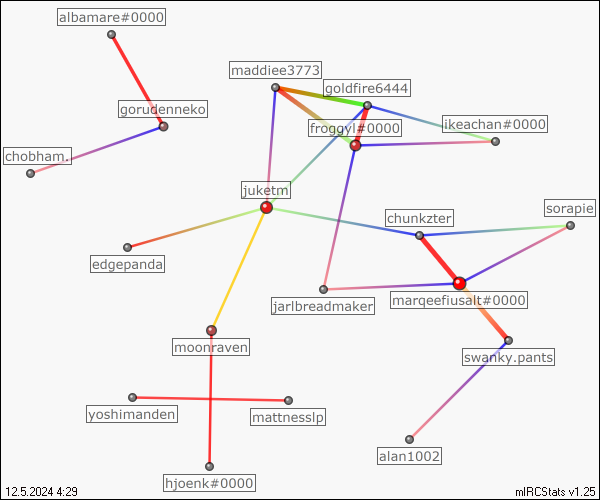 albamare#0000
maddiee3773
goldfire6444
gorudenneko
froggyl#0000
ikeachan#0000
chobham.
juketm
sorapie
chunkzter
edgepanda
marqeefiusalt#0000
jarlbreadmaker
moonraven
swanky.pants
yoshimanden
mattnesslp
alan1002
hjoenk#0000
12.5.2024 4:29
mIRCStats v1.25